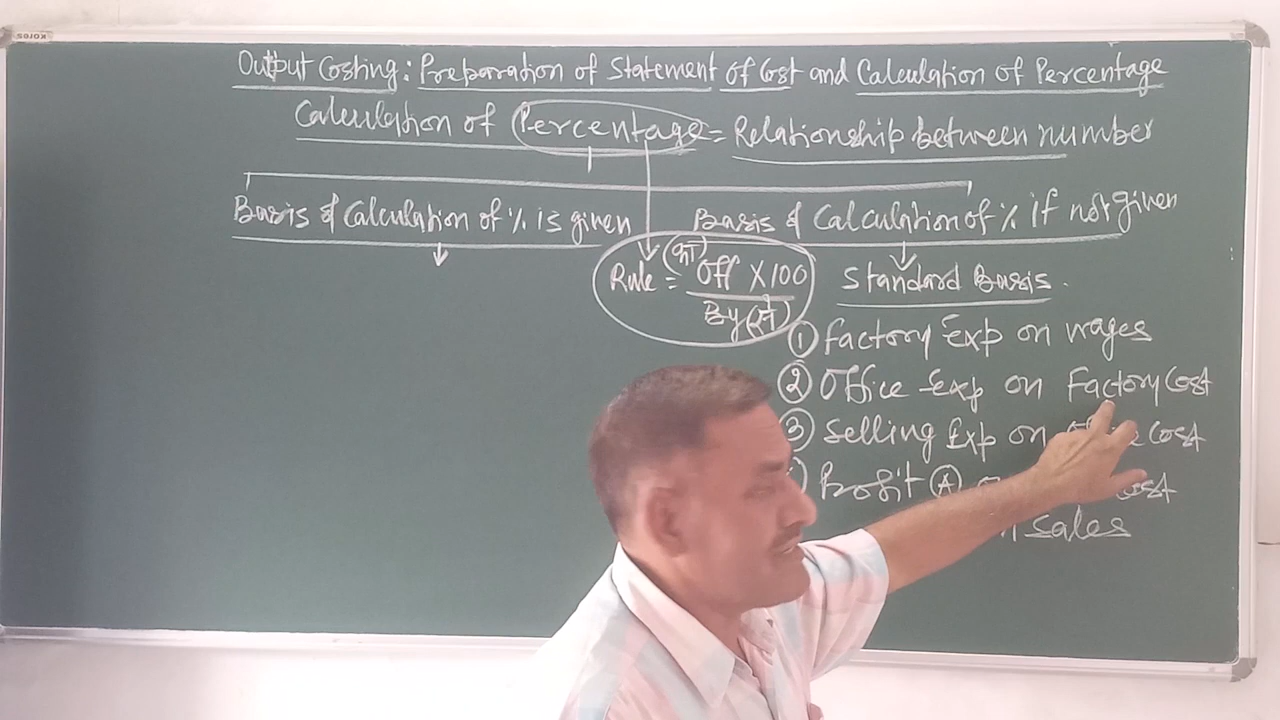 Output Costing: Preparation of Statement of Cost and Calculation of Percentage
Calculation of Percentage = Relationship between number
Basis of Calculation of % is given
Basis of Calculation of % if not given
Rule = Off X 100
By
Standard Basis.
① Factory Exp on wages
② Office Exp on Factory Cost
③ Selling Exp on Cost
Profit Ⓐ
Sales